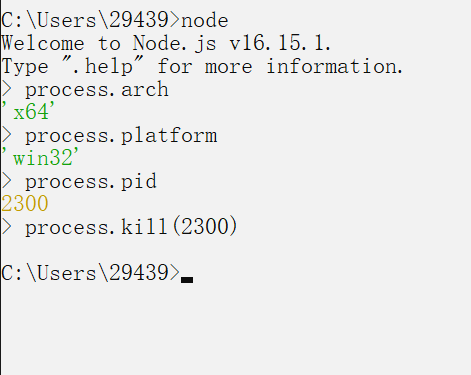 C:\Users\29439>node
Welcome to Node.js v16.15.1.
Type ".help" for more information.
> process.arch
'x64'
> process.platform
'win32'
> process.pid
2300
> process.kill(2300)
C:\Users\29439>